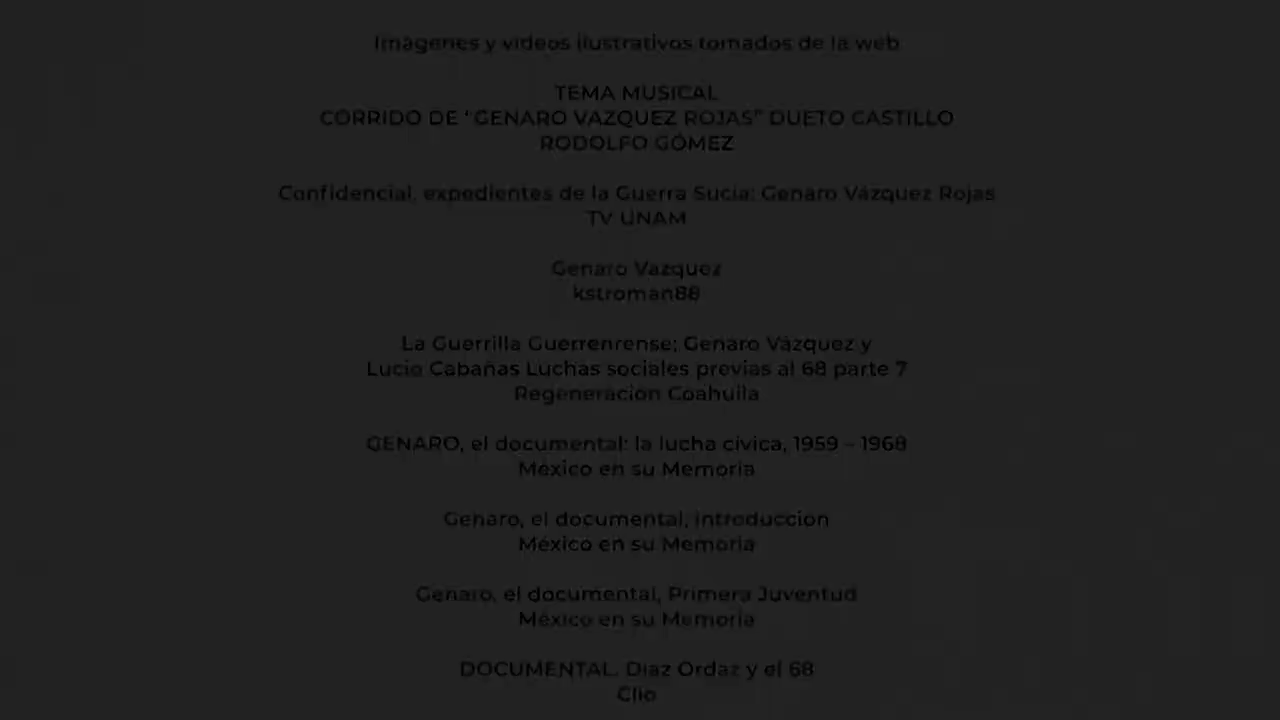 Imágenes y videos ilustrativos tomados de la web
TEMA MUSICAL
CORRIDO DE "GENARO VAZQUEZ ROJAS" DUETO CASTILLO
RODOLFO GÓMEZ
Confidencial, expedientes de la Guerra Sucia: Genaro Vázquez Rojas
TV UNAM
Genaro Vazquez
kstroman88
La Guerrilla Guerrenrense; Genaro Vázquez y
Lucio Cabañas Luchas sociales previas al 68 parte 7
Regeneración Coahuila
GENARO, el documental: la lucha cívica, 1959 - 1968
México en su Memoria
Genaro, el documental, Introducción
México en su Memoria
Genaro, el documental, Primera Juventud
México en su Memoria
DOCUMENTAL. Díaz Ordaz y el 68
Clío